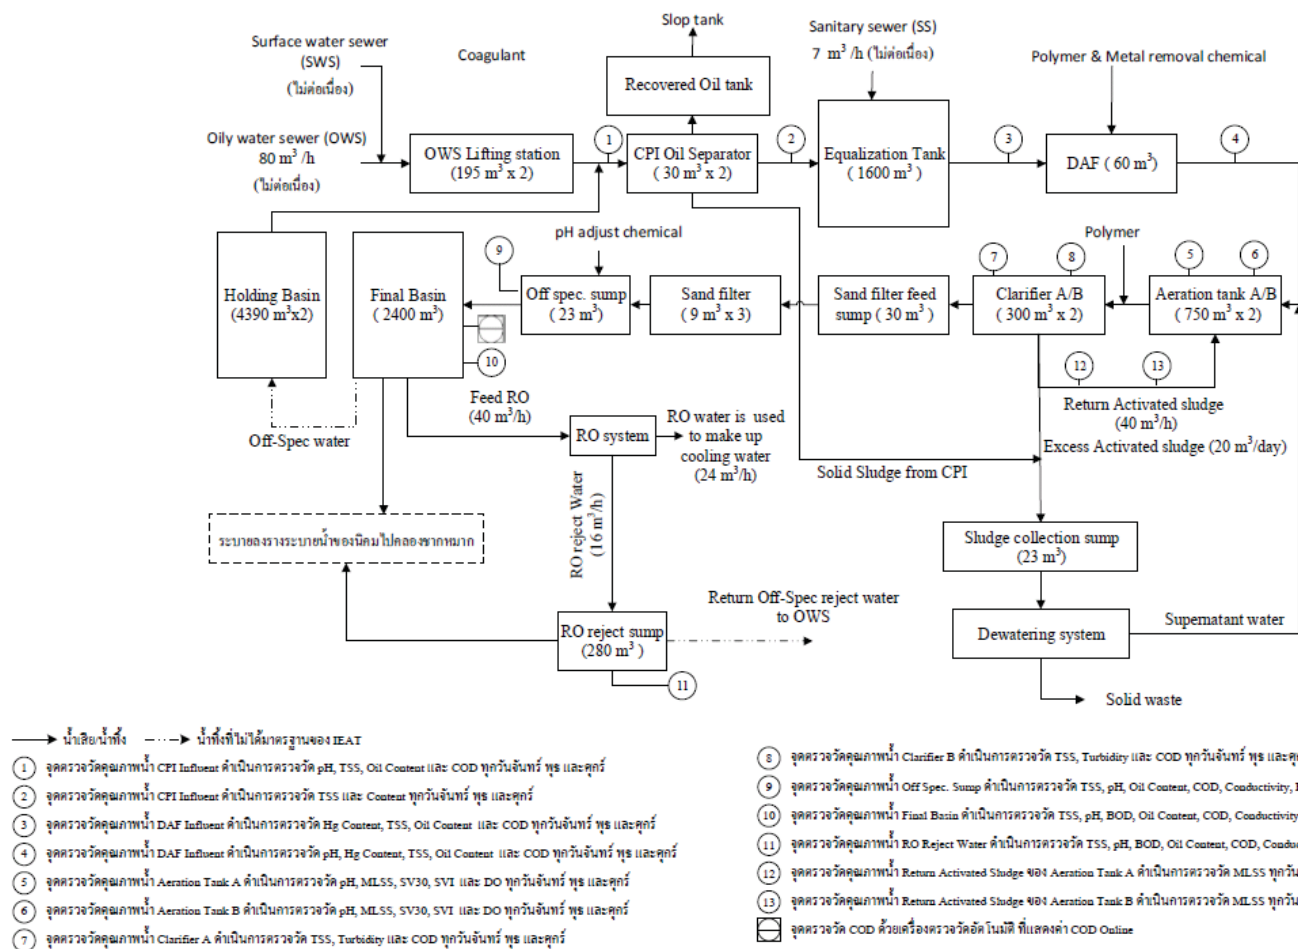 Slop tank
Surface water sewer
(SWS)
(ไม่ต่อเนื่อง)
Coagulant
Recovered Oil tank
Sanitary sewer (SS)
7 m³ /h (ไม่ต่อเนื่อง)
Polymer & Metal removal chemical
Oily water sewer (OWS)
80 m³ /h
(ไม่ต่อเนื่อง)
OWS Lifting station
(195 m³ x 2)
1
CPI Oil Separator
( 30 m³ x 2)
2
Equalization Tank
( 1600 m³ )
3
DAF ( 60 m³)
4
Holding Basin
(4390 m³x2)
Final Basin
( 2400 m³)
9
pH adjust chemical
Off spec. sump
( 23 m³)
Sand filter
( 9 m³ x 3)
Sand filter feed
sump ( 30 m³ )
7
8
Clarifier A/B
( 300 m³ x 2)
Polymer
5
6
Aeration tank A/B
( 750 m³ x 2)
10
12
13
Return Activated sludge
(40 m³/h)
Excess Activated sludge (20 m³/day)
Off-Spec water
Feed RO
(40 m³/h)
RO system
RO water is used
to make up
cooling water
(24 m³/h)
Solid Sludge from CPI
RO reject Water
(16 m³/h)
ระบายลงรางระบายน้ำของนิคมไปคลองชากหมาก
Sludge collection sump
(23 m³)
Return Off-Spec reject water
to OWS
RO reject sump
(280 m³ )
11
Dewatering system
Supernatant water
Solid waste
น้ำเสีย/น้ำทิ้ง
น้ำทิ้งที่ไม่ได้มาตรฐานของ IEAT
1 จุดตรวจวัดคุณภาพน้ำ CPI Influent ดำเนินการตรวจวัด pH, TSS, Oil Content และ COD ทุกวันจันทร์ พุธ และศุกร์
2 จุดตรวจวัดคุณภาพน้ำ CPI Influent ดำเนินการตรวจวัด TSS และ Content ทุกวันจันทร์ พุธ และศุกร์
3 จุดตรวจวัดคุณภาพน้ำ DAF Influent ดำเนินการตรวจวัด Hg Content, TSS, Oil Content และ COD ทุกวันจันทร์ พุธ และศุกร์
4 จุดตรวจวัดคุณภาพน้ำ DAF Influent ดำเนินการตรวจวัด pH, Hg Content, TSS, Oil Content และ COD ทุกวันจันทร์ พุธ และศุกร์
5 จุดตรวจวัดคุณภาพน้ำ Aeration Tank A ดำเนินการตรวจวัด pH, MLSS, SV30, SVI และ DO ทุกวันจันทร์ พุธ และศุกร์
6 จุดตรวจวัดคุณภาพน้ำ Aeration Tank B ดำเนินการตรวจวัด pH, MLSS, SV30, SVI และ DO ทุกวันจันทร์ พุธ และศุกร์
7 จุดตรวจวัดคุณภาพน้ำ Clarifier A ดำเนินการตรวจวัด TSS, Turbidity และ COD ทุกวันจันทร์ พุธ และศุกร์
8 จุดตรวจวัดคุณภาพน้ำ Clarifier B ดำเนินการตรวจวัด TSS, Turbidity และ COD ทุกวันจันทร์ พุธ
9 จุดตรวจวัดคุณภาพน้ำ Off Spec. Sump ดำเนินการตรวจวัด TSS, pH, Oil Content, COD, Conductivity,
10 จุดตรวจวัดคุณภาพน้ำ Final Basin ดำเนินการตรวจวัด TSS, pH, BOD, Oil Content, COD, Conductivity
11 จุดตรวจวัดคุณภาพน้ำ RO Reject Water ดำเนินการตรวจวัด TSS, pH, BOD, Oil Content, COD,
12 จุดตรวจวัดคุณภาพน้ำ Return Activated Sludge ของ Aeration Tank A ดำเนินการตรวจวัด MLSS
13 จุดตรวจวัดคุณภาพน้ำ Return Activated Sludge ของ Aeration Tank B ดำเนินการตรวจวัด MLSS
จุดตรวจวัด COD ด้วยเครื่องตรวจวัดอัตโนมัติ ที่แสดงค่า COD Online